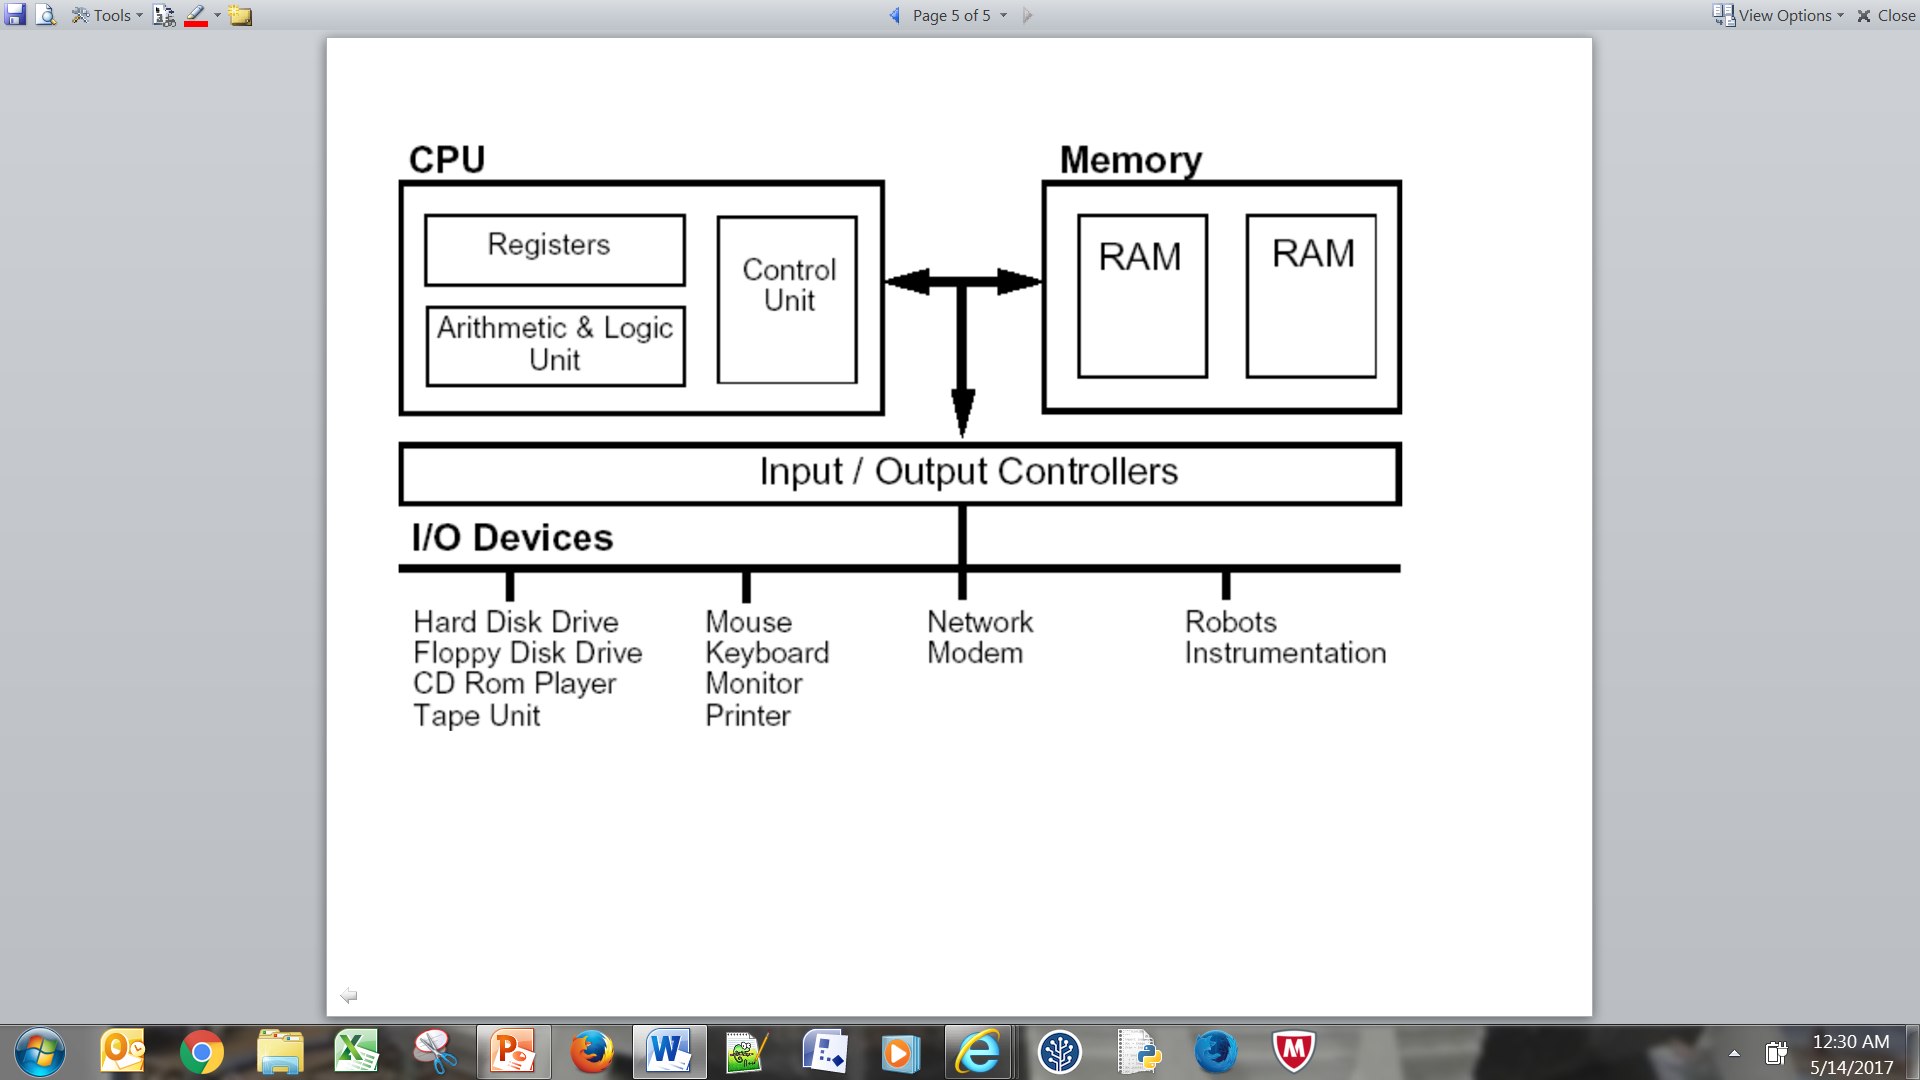 Tools
Page 5 of 5
View Options
Close
CPU
Memory
Registers
Control
Unit
Arithmetic & Logic
Unit
RAM
RAM
Input / Output Controllers
I/O Devices
Hard Disk Drive
Floppy Disk Drive
CD Rom Player
Tape Unit
Mouse
Keyboard
Monitor
Printer
Network
Modem
Robots
Instrumentation
12:30 AM
5/14/2017